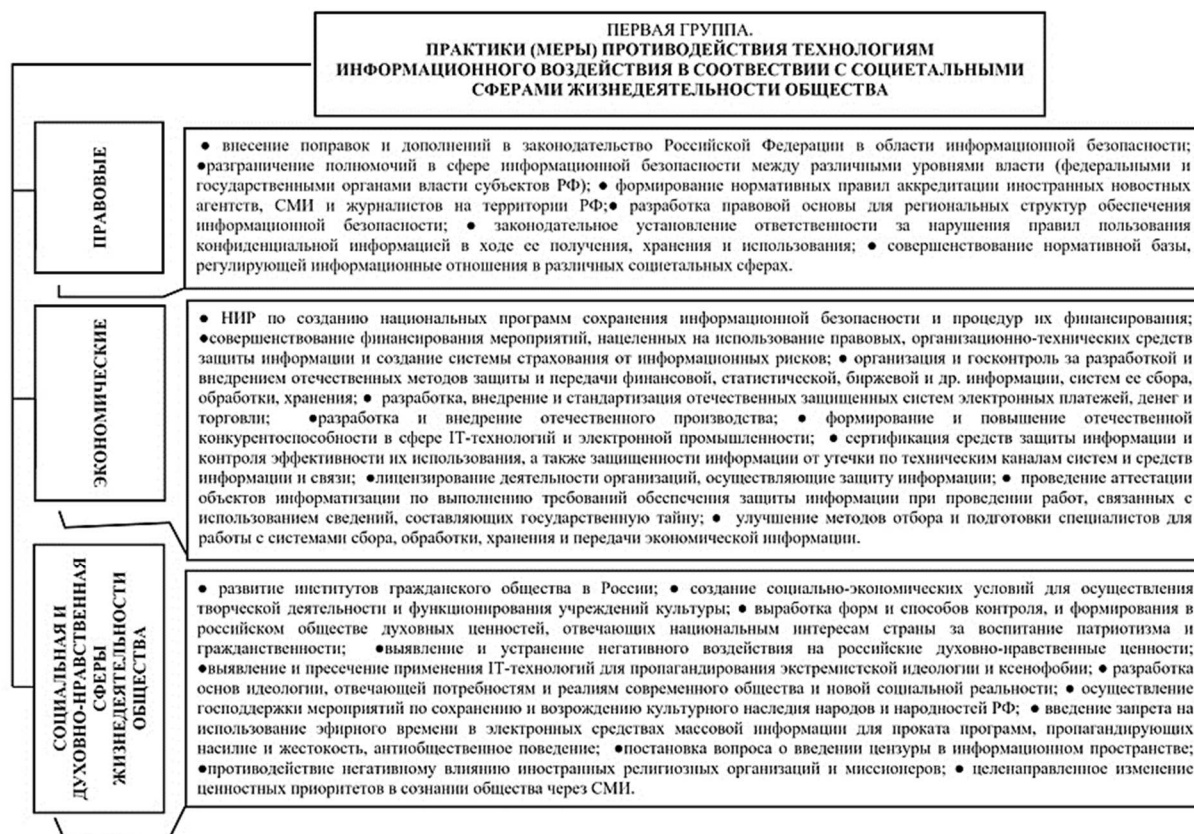 ПЕРВАЯ ГРУППА.
ПРАКТИКИ (МЕРЫ) ПРОТИВОДЕЙСТВИЯ ТЕХНОЛОГИЯМ
ИНФОРМАЦИОННОГО ВОЗДЕЙСТВИЯ В СООТВЕСТВИИ С СОЦИЕТАЛЬНЫМИ
СФЕРАМИ ЖИЗНЕДЕЯТЕЛЬНОСТИ ОБЩЕСТВА
ПРАВОВЫЕ
● внесение поправок и дополнений в законодательство Российской Федерации в области информационной безопасности;
●разграничение полномочий в сфере информационной безопасности между различными уровнями власти (федеральными и
государственными органами власти субъектов РФ); ● формирование нормативных правил аккредитации иностранных новостных
агентств, СМИ и журналистов на территории РФ;● разработка правовой основы для региональных структур обеспечения
информационной безопасности; ● законодательное установление ответственности за нарушения правил пользования
конфиденциальной информацией в ходе ее получения, хранения и использования; ● совершенствование нормативной базы,
регулирующей информационные отношения в различных социетальных сферах.
ЭКОНОМИЧЕСКИЕ
● НИР по созданию национальных программ сохранения информационной безопасности и процедур их финансирования;
●совершенствование финансирования мероприятий, нацеленных на использование правовых, организационно-технических средств
защиты информации и создание системы страхования от информационных рисков; ● организация и госконтроль за разработкой и
внедрением отечественных методов защиты и передачи финансовой, статистической, биржевой и др. информации, систем ее сбора,
обработки, хранения; ● разработка, внедрение и стандартизация отечественных защищенных систем электронных платежей, денег и
торговли; ●разработка и внедрение отечественного производства; ● формирование и повышение отечественной
конкурентоспособности в сфере IT-технологий и электронной промышленности; ● сертификация средств защиты информации и
контроля эффективности их использования, а также защищенности информации от утечки по техническим каналам систем и средств
информации и связи; ●лицензирование деятельности организаций, осуществляющие защиту информации; ● проведение аттестации
объектов информатизации по выполнению требований обеспечения защиты информации при проведении работ, связанных с
использованием сведений, составляющих государственную тайну; ● улучшение методов отбора и подготовки специалистов для
работы с системами сбора, обработки, хранения и передачи экономической информации.
СОЦИАЛЬНАЯ И
ДУХОВНО-НРАВСТВЕННАЯ
СФЕРЫ
ЖИЗНЕДЕЯТЕЛЬНОСТИ
ОБЩЕСТВА
● развитие институтов гражданского общества в России; ● создание социально-экономических условий для осуществления
творческой деятельности и функционирования учреждений культуры; ● выработка форм и способов контроля, и формирования в
российском обществе духовных ценностей, отвечающих национальным интересам страны за воспитание патриотизма и
гражданственности; ●выявление и устранение негативного воздействия на российские духовно-нравственные ценности;
●выявление и пресечение применения IT-технологий для пропагандирования экстремистской идеологии и ксенофобии; ● разработка
основ идеологии, отвечающей потребностям и реалиям современного общества и новой социальной реальности; ● осуществление
господдержки мероприятий по сохранению и возрождению культурного наследия народов и народностей РФ; ● введение запрета на
использование эфирного времени в электронных средствах массовой информации для проката программ, пропагандирующих
насилие и жестокость, антиобщественное поведение; ●постановка вопроса о введении цензуры в информационном пространстве;
●противодействие негативному влиянию иностранных религиозных организаций и миссионеров; ● целенаправленное изменение
ценностных приоритетов в сознании общества через СМИ.